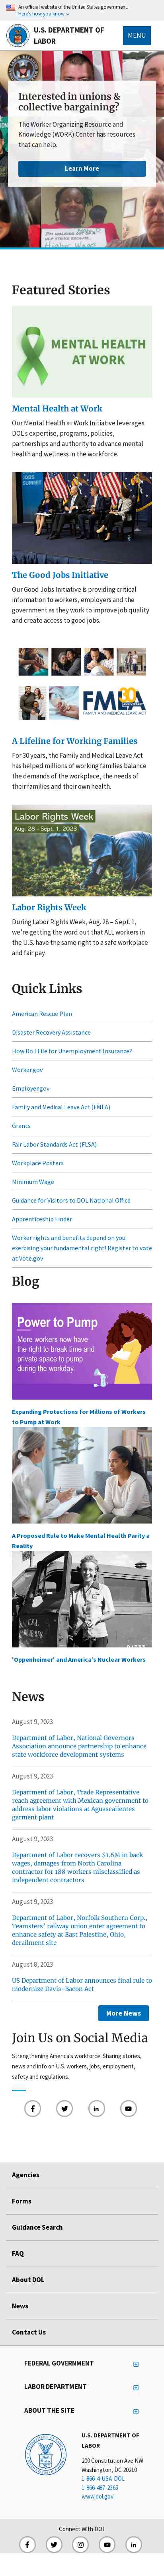 An official website of the United States government.
Here's how you know
U.S. DEPARTMENT OF
LABOR
MENU
Interested in unions &
collective bargaining?
The Worker Organizing Resource and
Knowledge (WORK) Center has resources
that can help.
Learn More
Featured Stories
MENTAL HEALTH
AT WORK
Mental Health at Work
Our Mental Health at Work Initiative leverages
DOL's expertise, programs, policies,
partnerships and authority to advance mental
health and wellness in the workforce.
The Good Jobs Initiative
Our Good Jobs Initiative is providing critical
information to workers, employers, and
government as they work to improve job quality
and create access to good jobs.
30
FMLA
FAMILY AND MEDICAL LEAVE ACT
A Lifeline for Working Families
For 30 years, the Family and Medical Leave Act
has helped millions of working families balance
the demands of the workplace, the needs of
their families and their own health.
Labor Rights Week
Aug. 28 - Sept. 1, 2023
Labor Rights Week
During Labor Rights Week, Aug. 28 – Sept. 1,
we're getting the word out that ALL workers in
the U.S. have the same right to a safe workplace
and fair pay.
Quick Links
American Rescue Plan
Disaster Recovery Assistance
How Do I File for Unemployment Insurance?
Worker.gov
Employer.gov
Family and Medical Leave Act (FMLA)
Grants
Fair Labor Standards Act (FLSA)
Workplace Posters
Minimum Wage
Guidance for Visitors to DOL National Office
Apprenticeship Finder
Worker rights and benefits depend on you
exercising your fundamental right! Register to vote
at Vote.gov
Blog
Power to Pump
More workers have
the right to break time
and private space to
pump during
the workday.
Expanding Protections for Millions of Workers
to Pump at Work
A Proposed Rule to Make Mental Health Parity a
Reality
'Oppenheimer' and America's Nuclear Workers
News
August 9, 2023
Department of Labor, National Governors
Association announce partnership to enhance
state workforce development systems
August 9, 2023
Department of Labor, Trade Representative
reach agreement with Mexican government to
address labor violations at Aguascalientes
garment plant
August 9, 2023
Department of Labor recovers $1.6M in back
wages, damages from North Carolina
contractor for 188 workers misclassified as
independent contractors
August 9, 2023
Department of Labor, Norfolk Southern Corp.,
Teamsters' railway union enter agreement to
enhance safety at East Palestine, Ohio,
derailment site
August 8, 2023
US Department of Labor announces final rule to
modernize Davis-Bacon Act
More News
Join Us on Social Media
Strengthening America's workforce. Sharing stories,
news and info on U.S. workers, jobs, employment,
safety and regulations.
Agencies
Forms
Guidance Search
FAQ
About DOL
News
Contact Us
FEDERAL GOVERNMENT
LABOR DEPARTMENT
ABOUT THE SITE
U.S. DEPARTMENT OF
LABOR
200 Constitution Ave NW
Washington, DC 20210
1-866-4-USA-DOL
1-866-487-2365
www.dol.gov
Connect With DOL